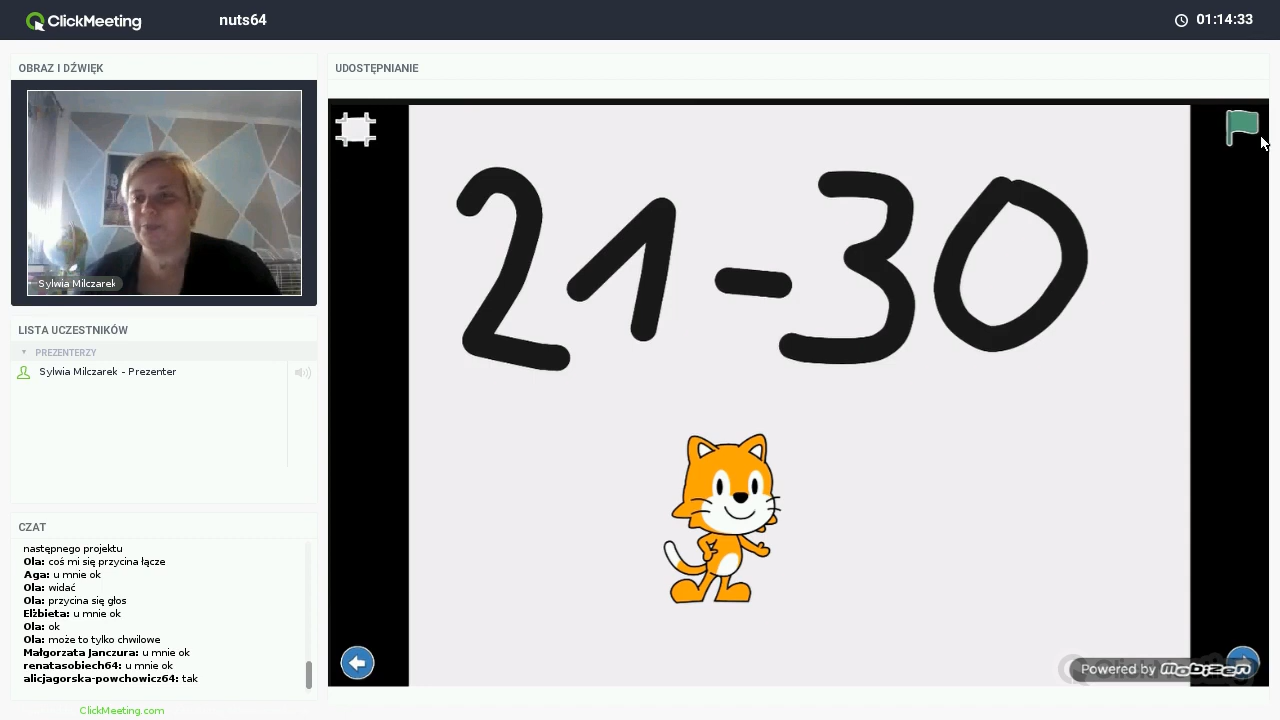 ClickMeeting
nuts64
01:14:33
OBRAZ I DŹWIĘK
Sylwia Milczarek
UDOSTĘPNIANIE
21-30
LISTA UCZESTNIKÓW
PREZENTERZY
Sylwia Milczarek - Prezenter
CZAT
następnego projektu
Ola: coś mi się przycina łącze
Aga: u mnie ok
Ola: widać
Ola: przycina się głos
Elżbieta: u mnie ok
Ola: ok
Ola: może to tylko chwilowe
Małgorzata Janczura: u mnie ok
renatasobiech64: u mnie ok
alicjagorska-powchowicz64: tak
Powered by Mobizen
ClickMeeting.com